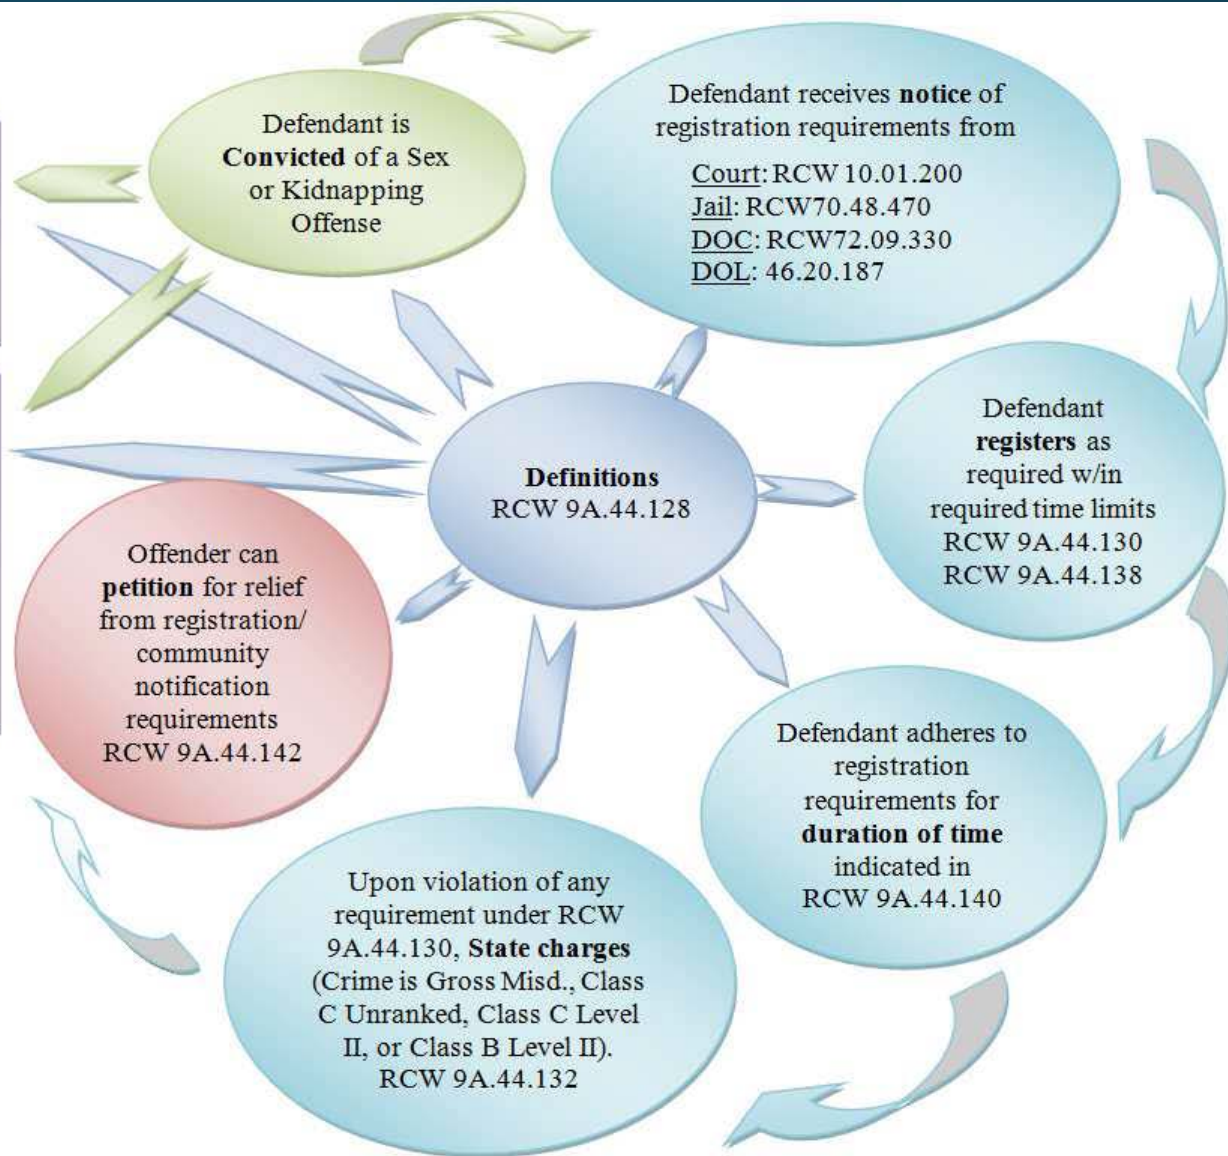 Defendant is
Convicted of a Sex
or Kidnapping
Offense
Defendant receives notice of
registration requirements from
Court: RCW 10.01.200
Jail: RCW70.48.470
DOC: RCW72.09.330
DOL: 46.20.187
Defendant
registers as
required w/in
required time limits
RCW 9A.44.130
RCW 9A.44.138
Definitions
RCW 9A.44.128
Defendant adheres to
registration
requirements for
duration of time
indicated in
RCW 9A.44.140
Upon violation of any
requirement under RCW
9A.44.130, State charges
(Crime is Gross Misd., Class
C Unranked, Class C Level
II, or Class B Level II).
RCW 9A.44.132
Offender can
petition for relief
from registration/
community
notification
requirements
RCW 9A.44.142